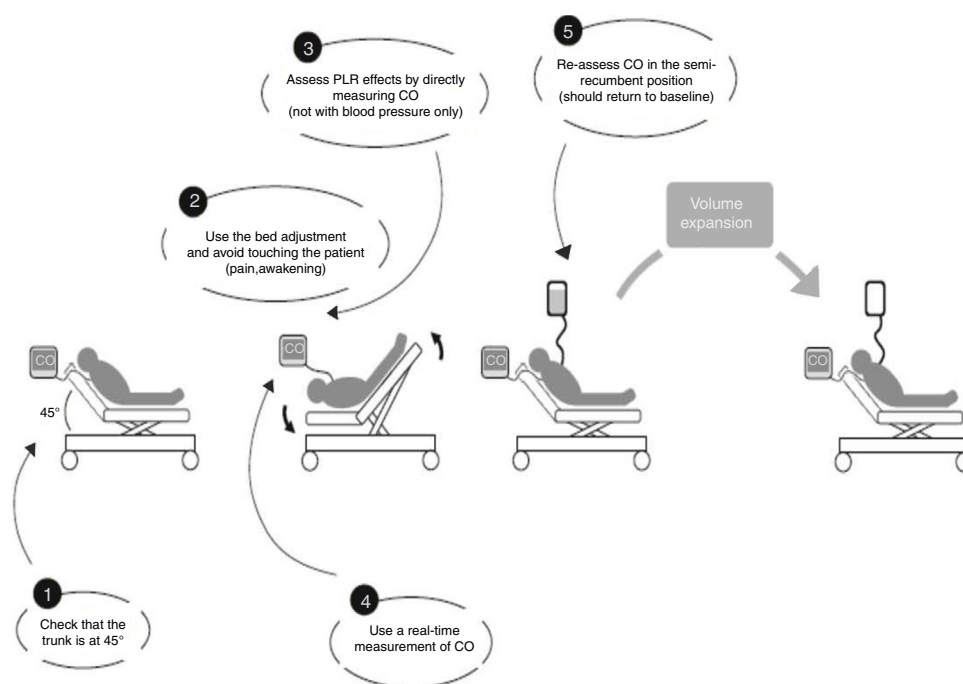 3
Assess PLR effects by directly
measuring CO
(not with blood pressure only)
5
Re-assess CO in the semi-
recumbent position
(should return to baseline)
2
Use the bed adjustment
and avoid touching the patient
(pain,awakening)
Volume
expansion
CO
CO
CO
CO
45°
1
Check that the
trunk is at 45°
4
Use a real-time
measurement of CO